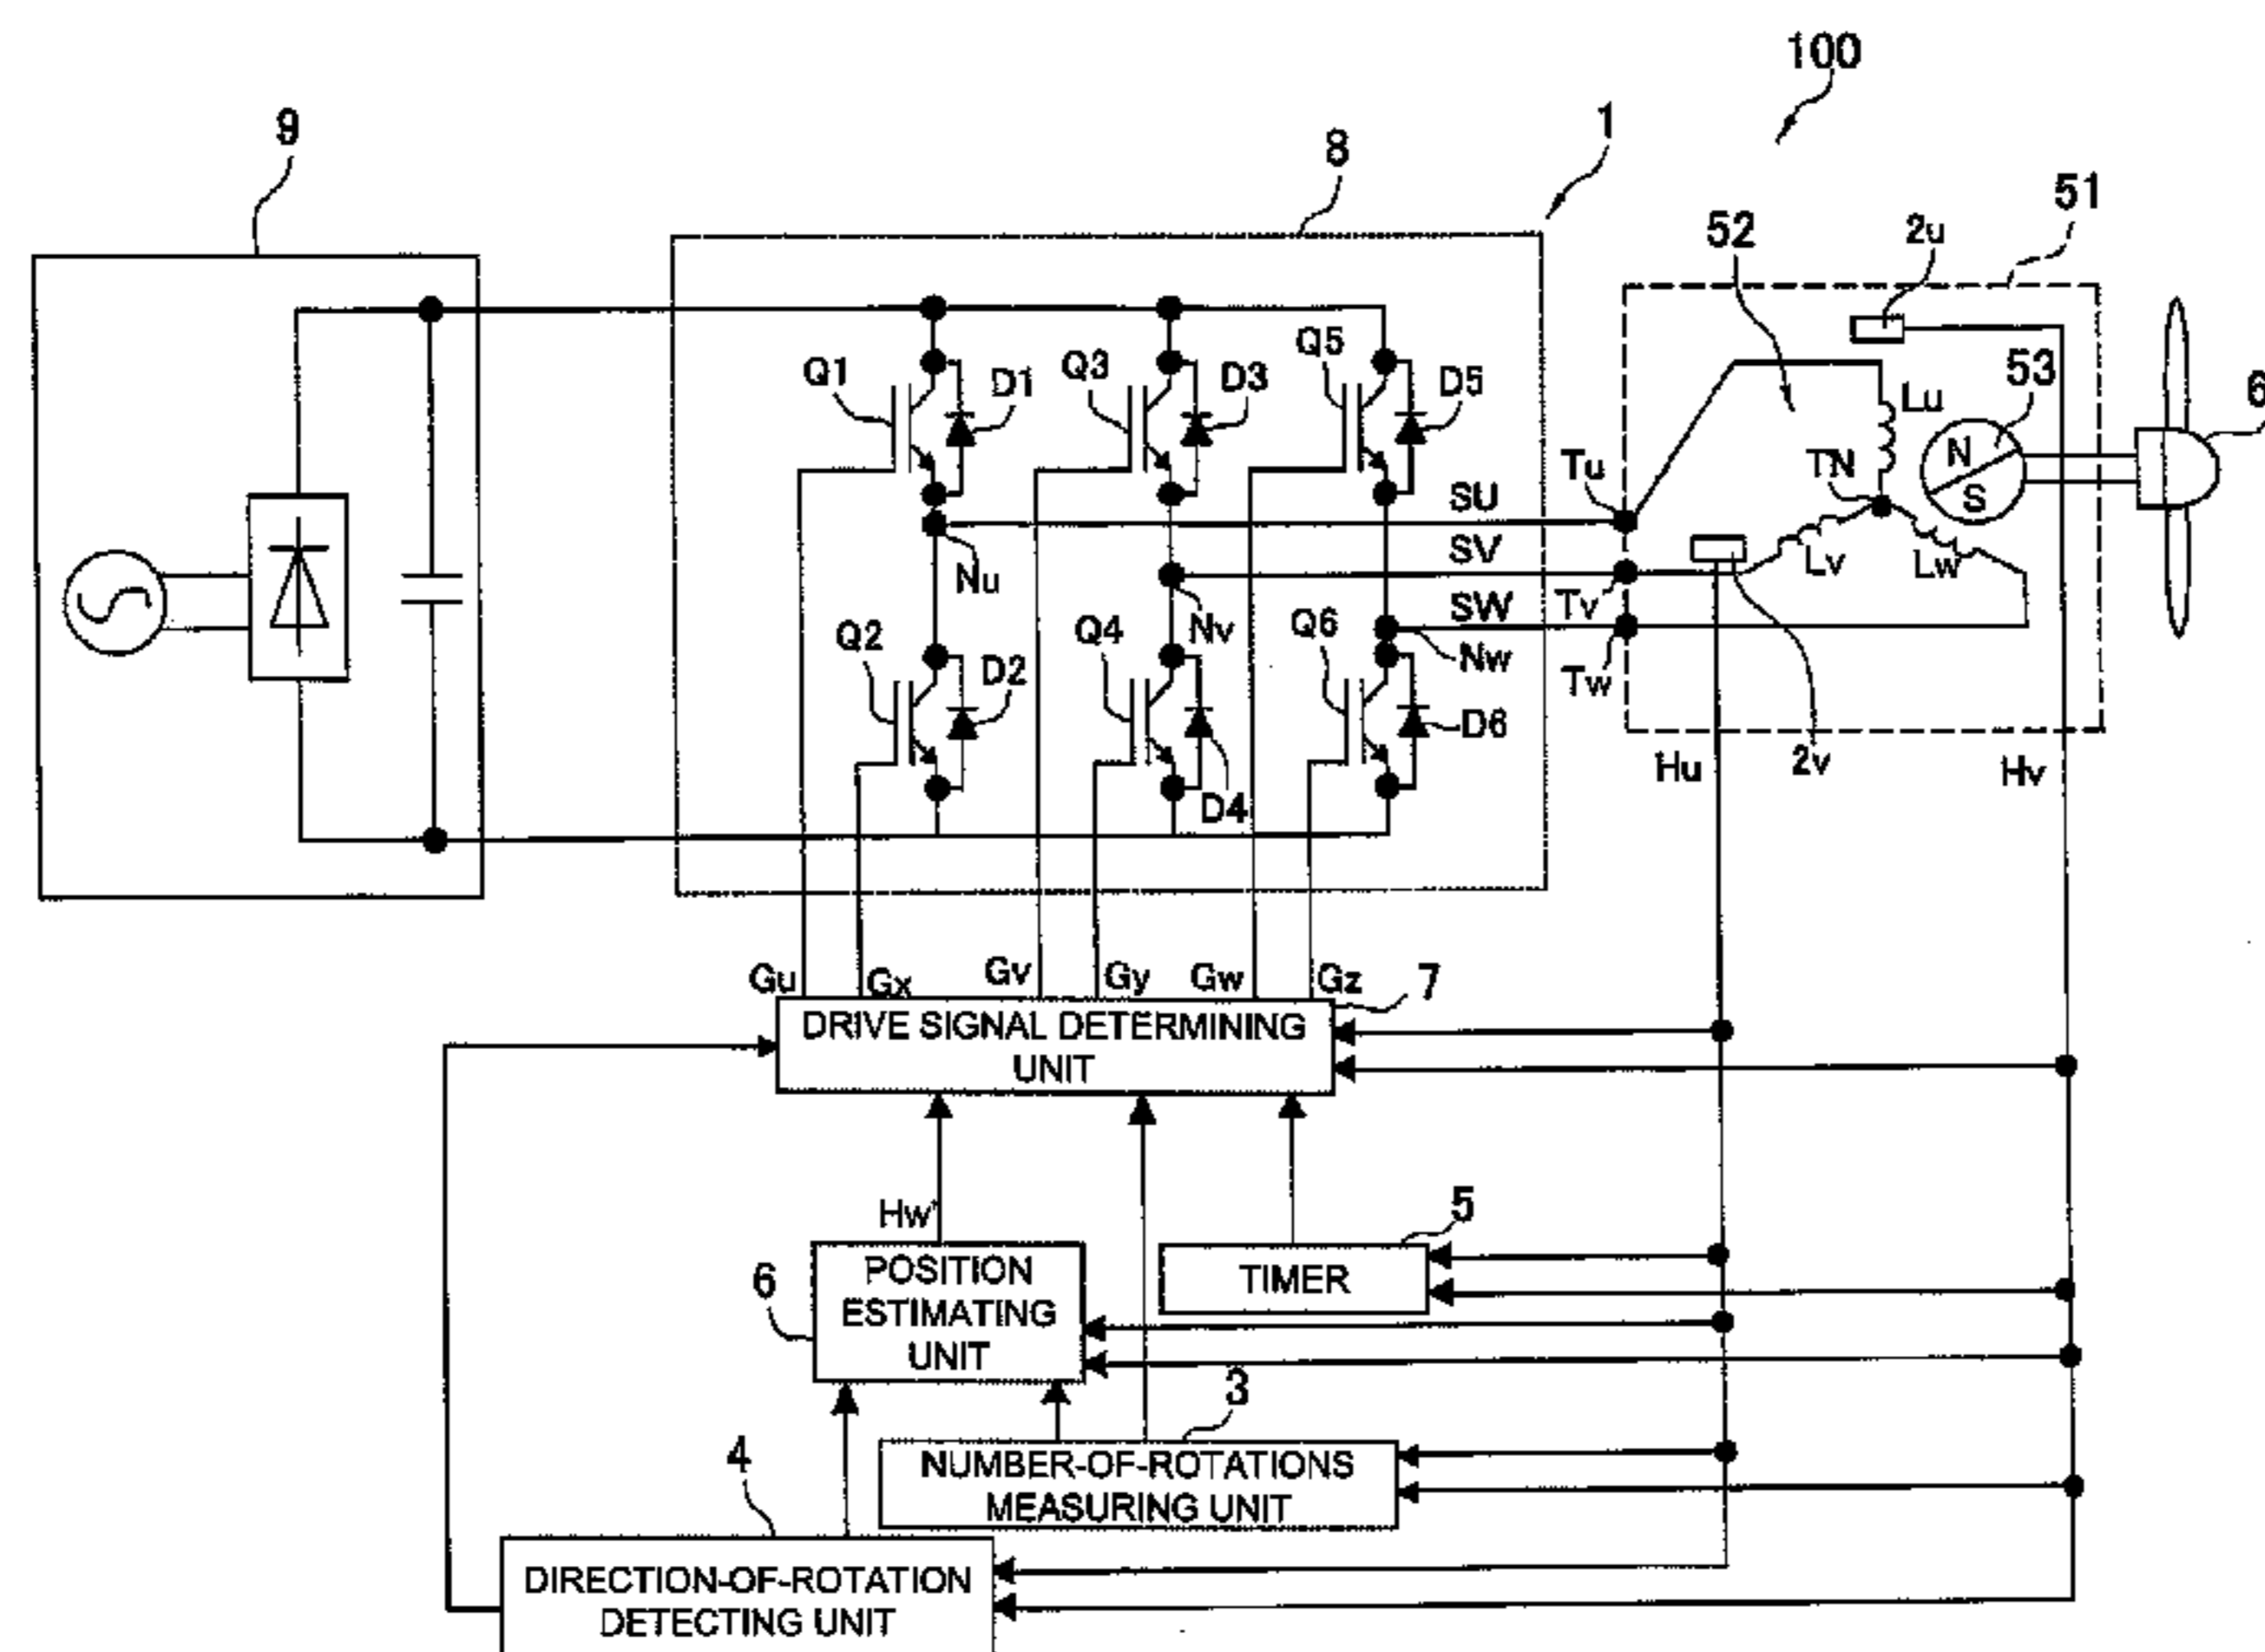 100
9
8
1
51
52
2u
Q1
D1
Q3
D3
Q5
D5
53
Lu
N
S
6
Tu
TN
SU
SV
SW
Nu
Nv
Nw
Tv
Tw
Lv
Lw
Q2
D2
Q4
D4
Q6
D6
Hu
2v
Hv
Gu
Gx
Gv
Gy
Gw
Gz
7
DRIVE SIGNAL DETERMINING
UNIT
Hw'
5
TIMER
6
POSITION
ESTIMATING
UNIT
3
NUMBER-OF-ROTATIONS
MEASURING UNIT
4
DIRECTION-OF-ROTATION
DETECTING UNIT